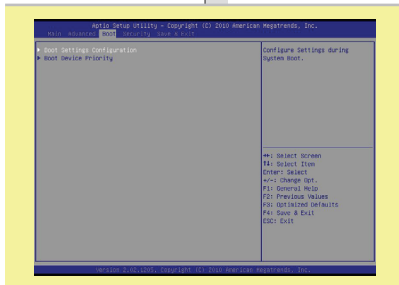 Aptio Setup Utility - Copyright (C) 2010 American Megatrends, Inc.
Main Advanced Boot Security Save & Exit
Boot Settings Configuration
Boot Device Priority
Configure Settings during
System Boot.
↔: Select Screen
↑↓: Select Item
Enter: Select
+/-: Change Opt.
F1: General Help
F2: Previous Values
F3: Optimized Defaults
F4: Save & Exit
ESC: Exit
Version 2.02.1205. Copyright (C) 2010 American Megatrends, Inc.